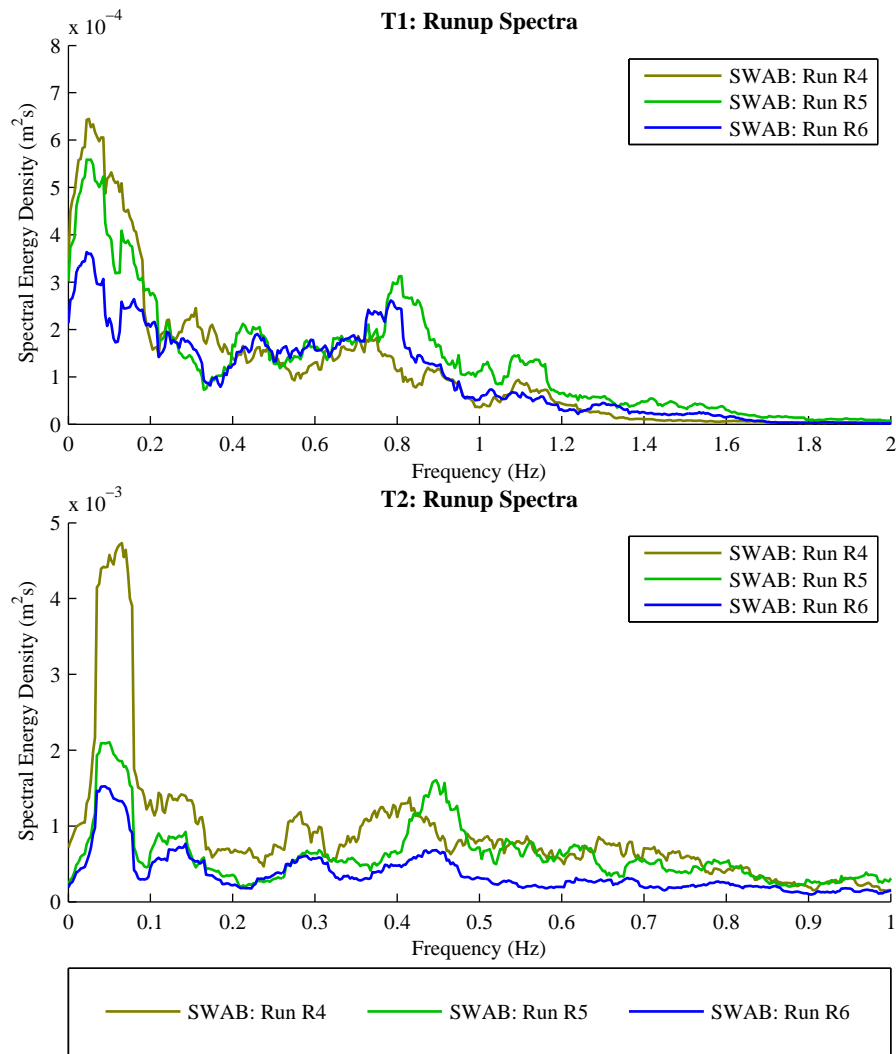 x 10⁻⁴
T1: Runup Spectra
8
7
6
5
4
3
2
1
0
Spectral Energy Density (m²s)
SWAB: Run R4
SWAB: Run R5
SWAB: Run R6
0 0.2 0.4 0.6 0.8 1 1.2 1.4 1.6 1.8 2
Frequency (Hz)
x 10⁻³
T2: Runup Spectra
5
4
3
2
1
0
Spectral Energy Density (m²s)
SWAB: Run R4
SWAB: Run R5
SWAB: Run R6
0 0.1 0.2 0.3 0.4 0.5 0.6 0.7 0.8 0.9 1
Frequency (Hz)
SWAB: Run R4 SWAB: Run R5 SWAB: Run R6